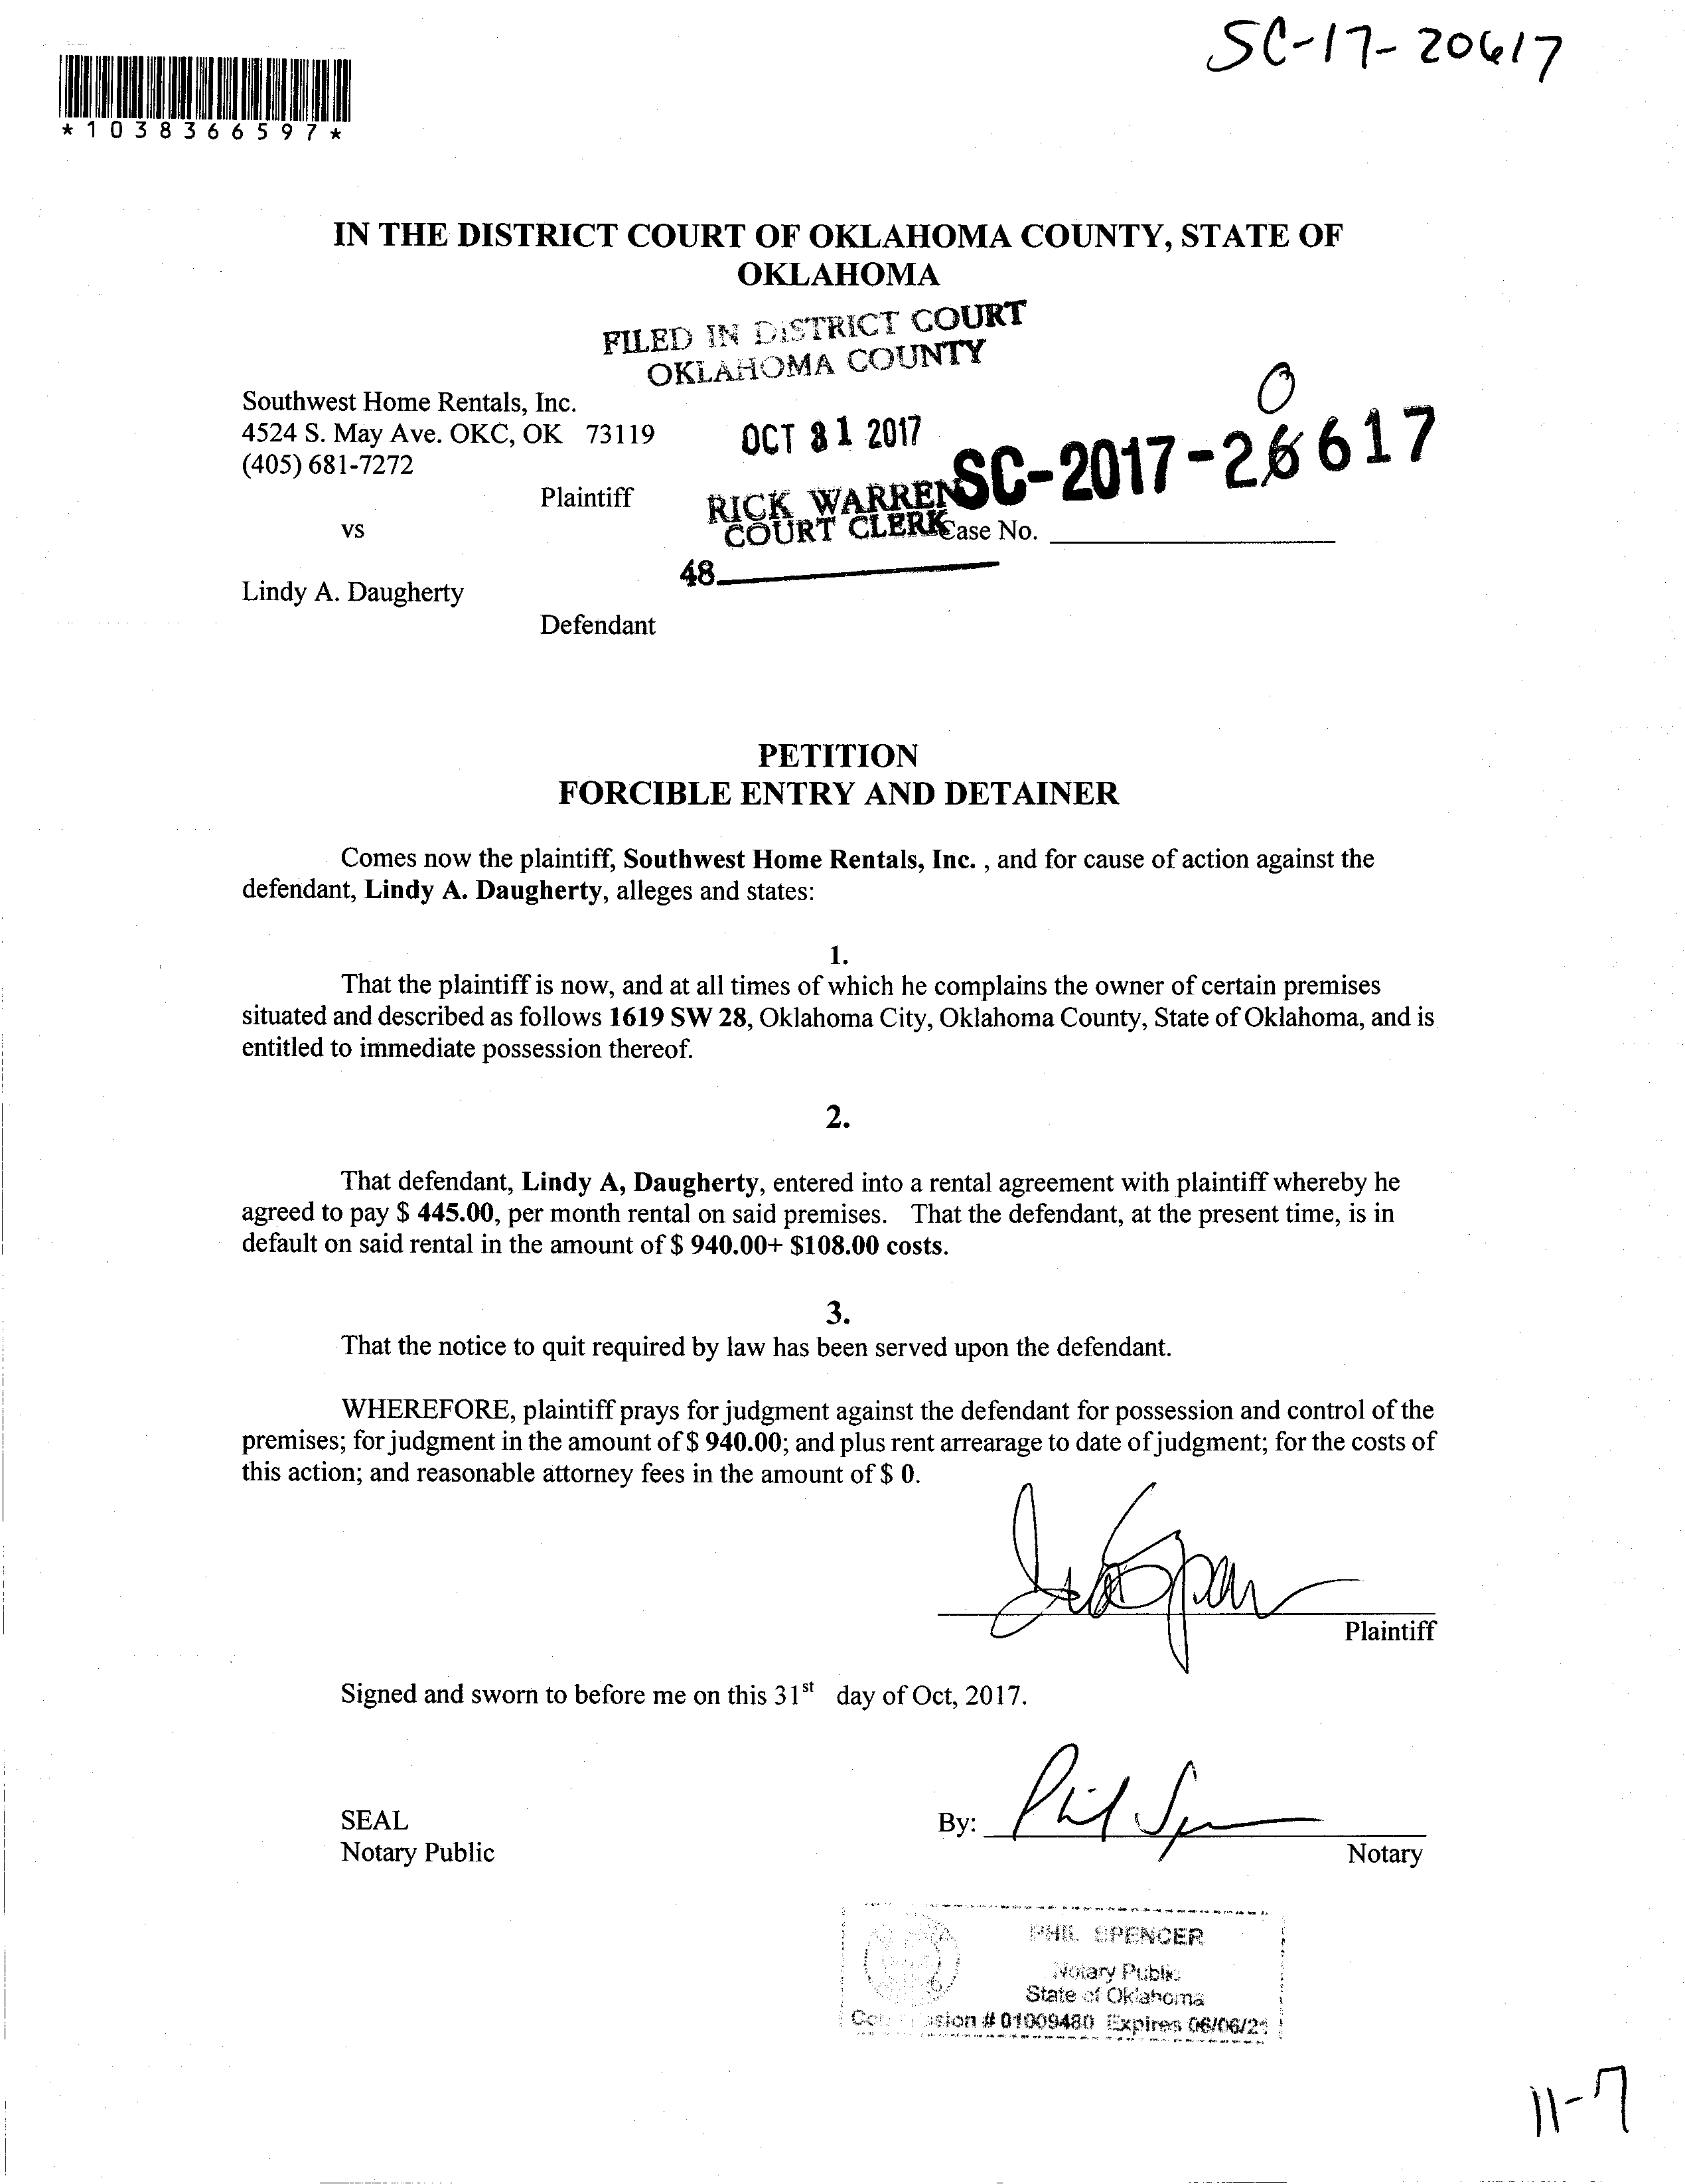 SC-17-20617
*1038366597*
IN THE DISTRICT COURT OF OKLAHOMA COUNTY, STATE OF
OKLAHOMA
FILED IN DISTRICT COURT
OKLAHOMA COUNTY
Southwest Home Rentals, Inc.
4524 S. May Ave. OKC, OK 73119
(405) 681-7272
OCT 31 2017
0
SC-2017-26617
Plaintiff
RICK WARREN
COURT CLERK
Case No.
vs
48
Lindy A. Daugherty
Defendant
PETITION
FORCIBLE ENTRY AND DETAINER
Comes now the plaintiff, Southwest Home Rentals, Inc. , and for cause of action against the
defendant, Lindy A. Daugherty, alleges and states:
1.
That the plaintiff is now, and at all times of which he complains the owner of certain premises
situated and described as follows 1619 SW 28, Oklahoma City, Oklahoma County, State of Oklahoma, and is
entitled to immediate possession thereof.
2.
That defendant, Lindy A, Daugherty, entered into a rental agreement with plaintiff whereby he
agreed to pay $ 445.00, per month rental on said premises. That the defendant, at the present time, is in
default on said rental in the amount of $ 940.00+ $108.00 costs.
3.
That the notice to quit required by law has been served upon the defendant.
WHEREFORE, plaintiff prays for judgment against the defendant for possession and control of the
premises; for judgment in the amount of $ 940.00; and plus rent arrearage to date of judgment; for the costs of
this action; and reasonable attorney fees in the amount of $ 0.
Plaintiff
Signed and sworn to before me on this 31st day of Oct, 2017.
SEAL
By: Phil
Notary Public
Notary
PHIL SPENCER
Notary Public
State of Oklahoma
# 01009480 Expires 06/06/21
11-7